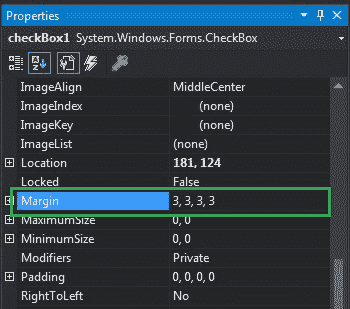 Properties
checkBox1 System.Windows.Forms.CheckBox
ImageAlign MiddleCenter
ImageIndex (none)
ImageKey (none)
ImageList (none)
Location 181, 124
Locked False
Margin 3, 3, 3, 3
MaximumSize 0, 0
MinimumSize 0, 0
Modifiers Private
Padding 0, 0, 0, 0
RightToLeft No